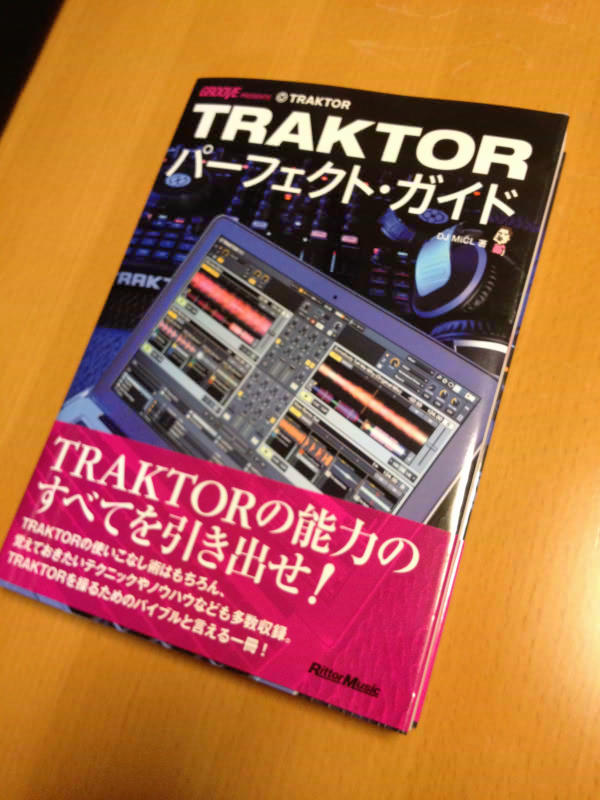 GROOVE PRESENTS TRAKTOR
TRAKTOR
パーフェクト・ガイド
DJ MiCL 著
TRAKTOR
TRAKTORの能力の
すべてを引き出せ!
TRAKTORの使いこなし術はもちろん、
覚えておきたいテクニックやノウハウなども多数収録。
TRAKTORを操るためのバイブルと言える一冊!
Rittor Music